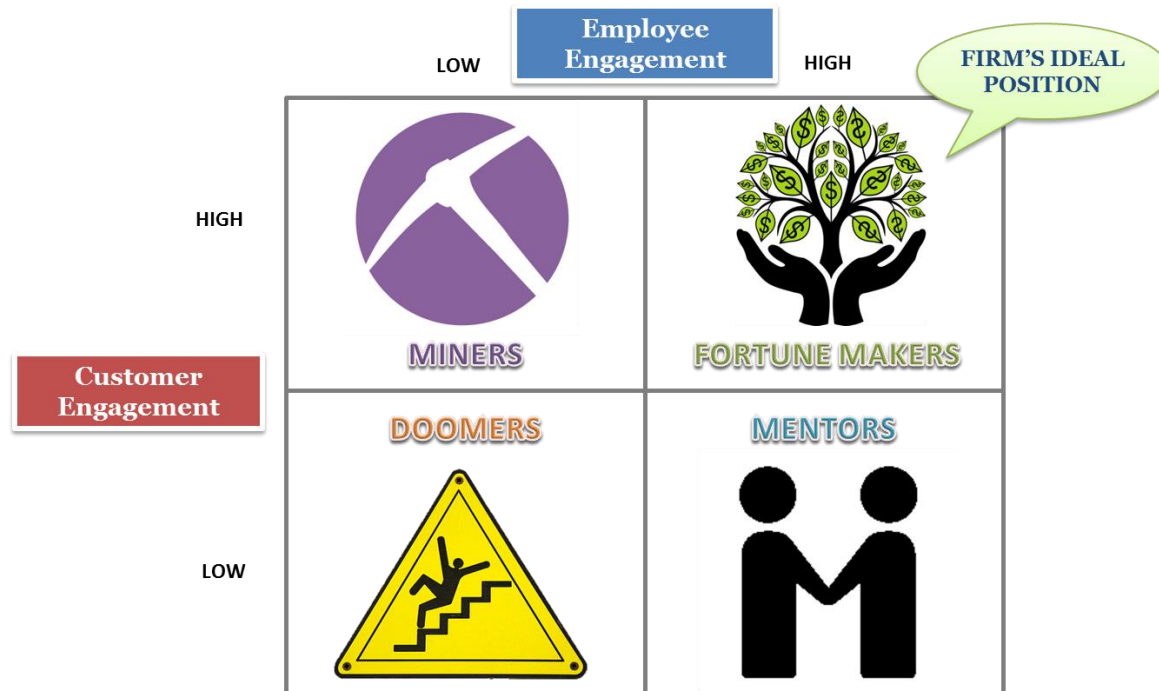 Employee
Engagement
LOW
HIGH
FIRM'S IDEAL
POSITION
HIGH
MINERS
FORTUNE MAKERS
Customer
Engagement
DOOMERS
MENTORS
LOW